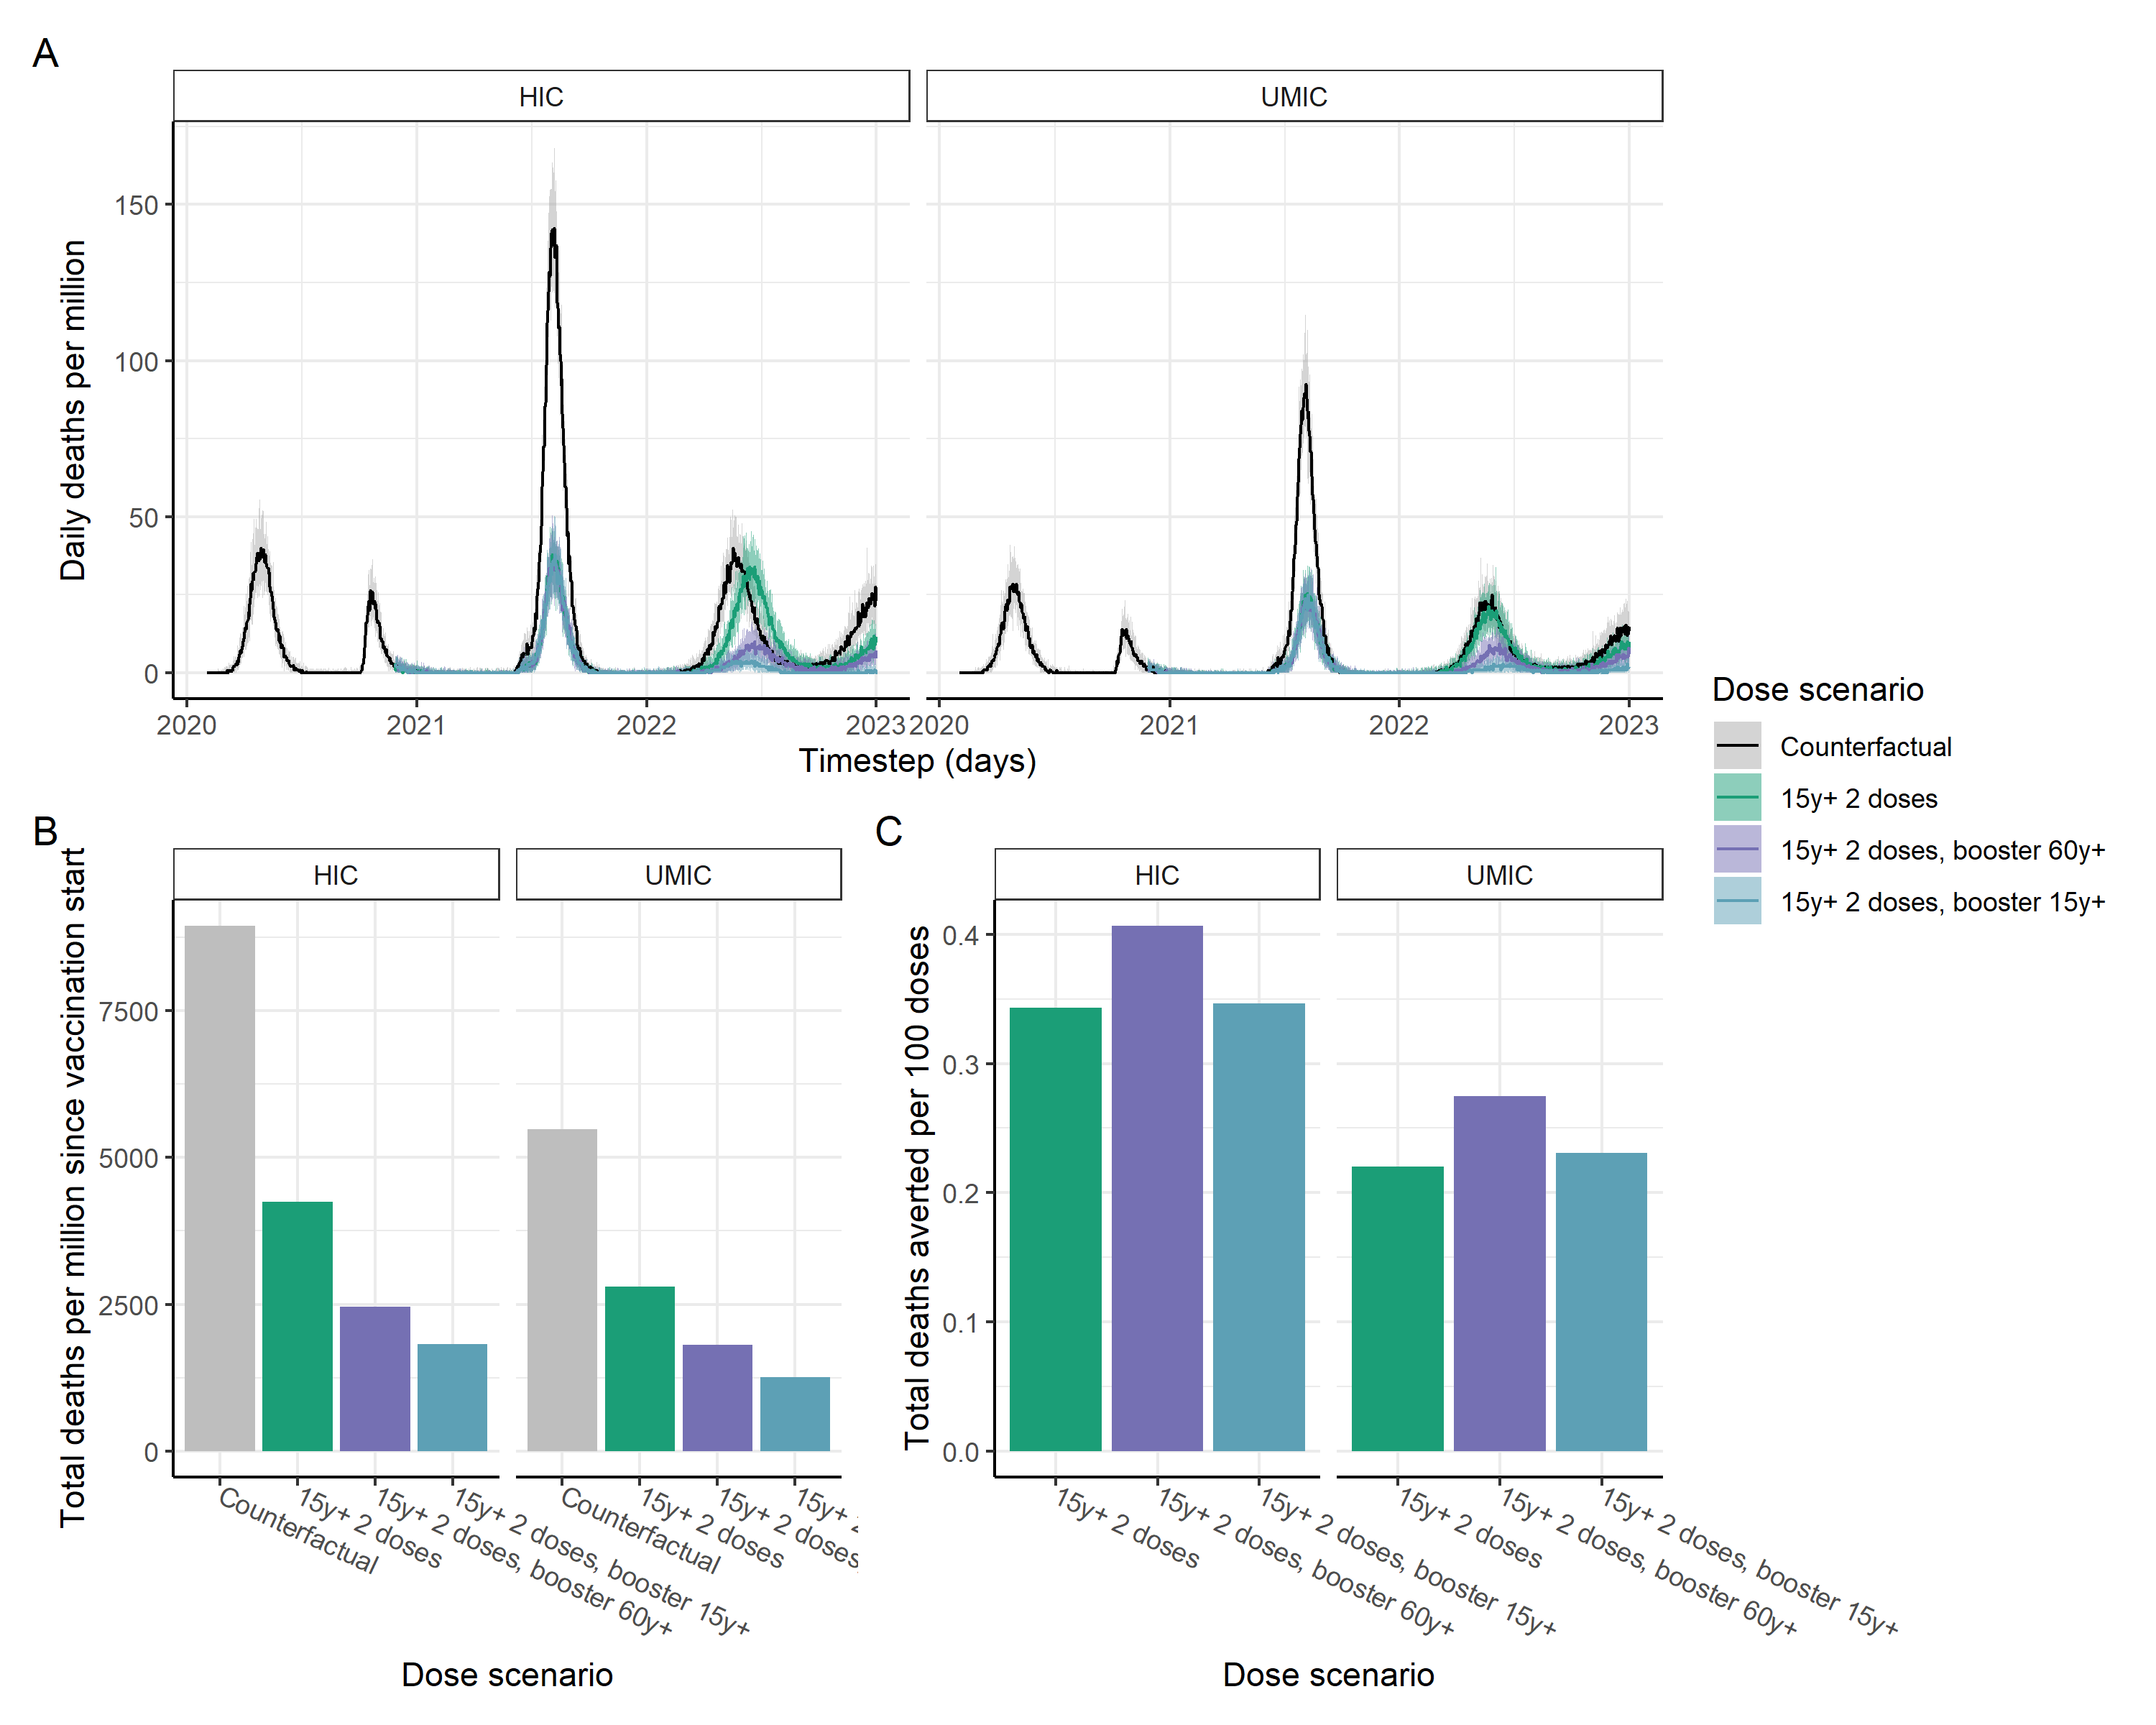 A
HIC
UMIC
Daily deaths per million
150
100
50
0
2020
2021
2022
2023
2020
2021
2022
2023
Timestep (days)
Dose scenario
Counterfactual
15y+ 2 doses
15y+ 2 doses, booster 60y+
15y+ 2 doses, booster 15y+
B
HIC
UMIC
Total deaths per million since vaccination start
7500
5000
2500
0
Counterfactual
15y+ 2 doses
15y+ 2 doses, booster 60y+
15y+ 2 doses, booster 15y+
Counterfactual
15y+ 2 doses
15y+ 2 doses
15y+
Dose scenario
C
HIC
UMIC
Total deaths averted per 100 doses
0.4
0.3
0.2
0.1
0.0
15y+ 2 doses
15y+ 2 doses, booster 60y+
15y+ 2 doses, booster 15y+
15y+ 2 doses
15y+ 2 doses, booster 60y+
15y+ 2 doses, booster 15y+
Dose scenario